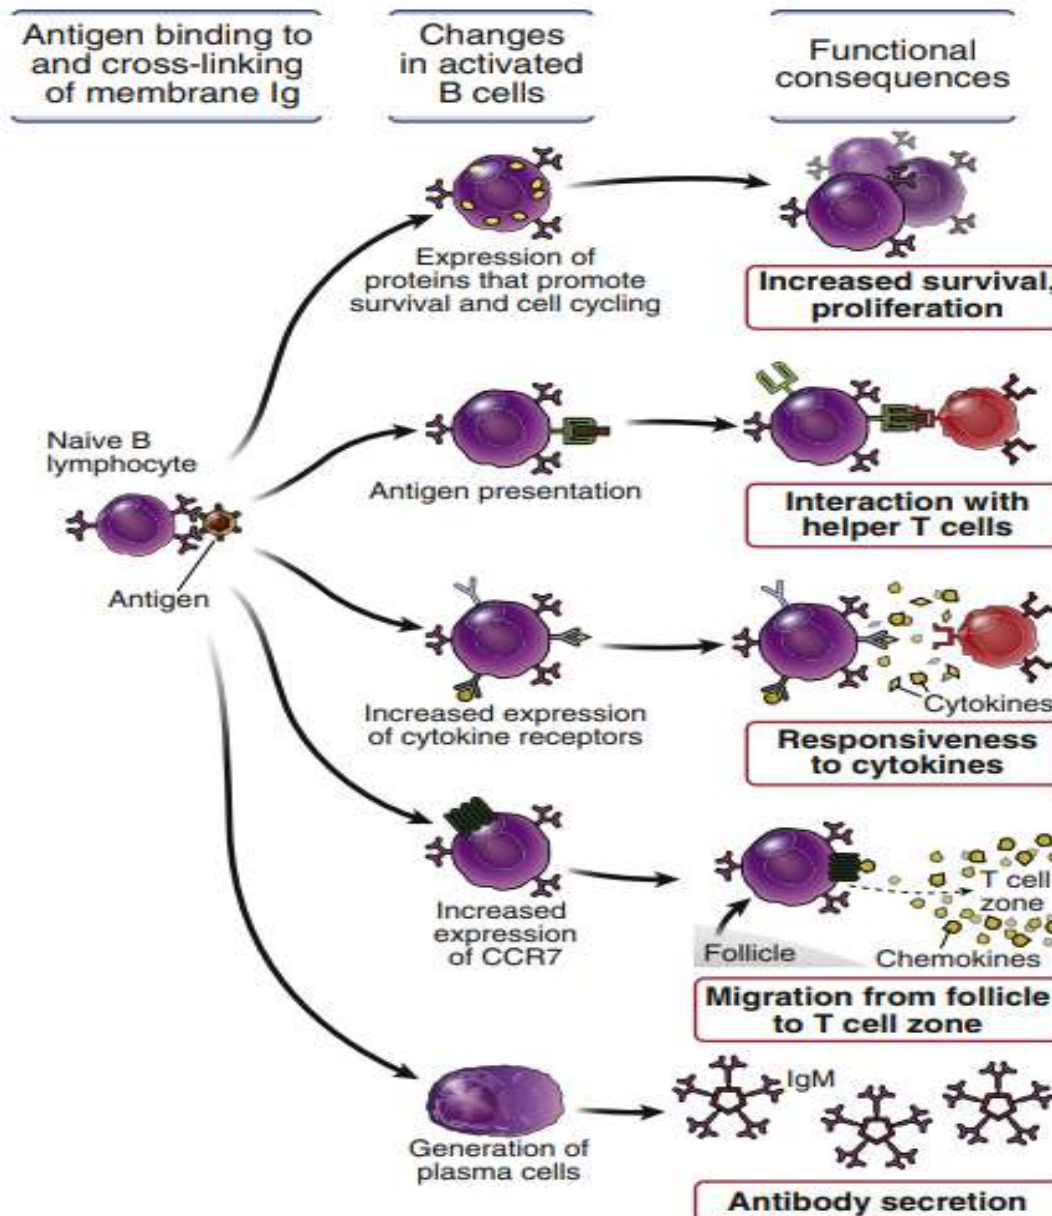 Antigen binding to
and cross-linking
of membrane Ig
Changes
in activated
B cells
Functional
consequences
Expression of
proteins that promote
survival and cell cycling
Increased survival,
proliferation
Naive B
lymphocyte
Antigen
Antigen presentation
Interaction with
helper T cells
Increased expression
of cytokine receptors
Cytokines
Responsiveness
to cytokines
Increased
expression
of CCR7
T cell
zone
Follicle
Chemokines
Migration from follicle
to T cell zone
Generation of
plasma cells
IgM
Antibody secretion